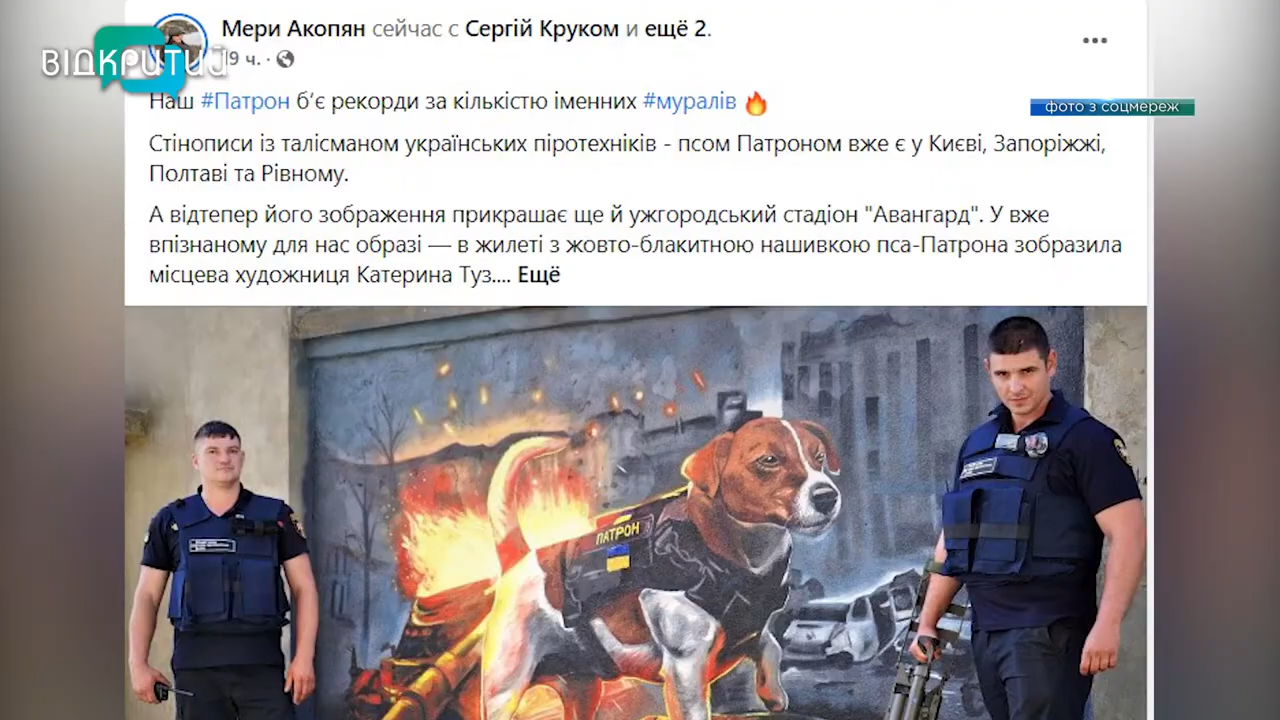 Мери Акопян сейчас с Сергій Круком и ещё 2.
ВІДКРИТИЙ
9 ч. ·
Наш #Патрон б‘є рекорди за кількістю іменних #муралів 🔥
фото з соцмереж
Стінописи із талісманом українських піротехніків - псом Патроном вже є у Києві, Запоріжжі,
Полтаві та Рівному.
А відтепер його зображення прикрашає ще й ужгородський стадіон "Авангард". У вже
впізнаному для нас образі — в жилеті з жовто-блакитною нашивкою пса-Патрона зобразила
місцева художниця Катерина Туз.... Ещё
ПАТРОН